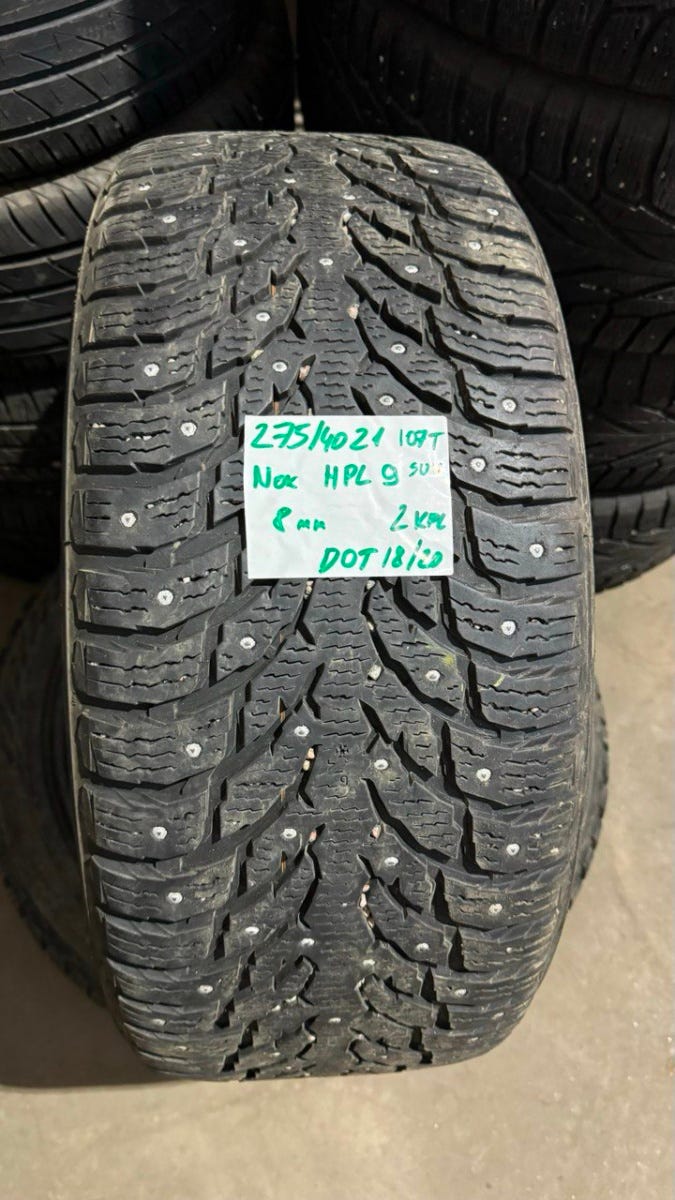 275/40 21 107T
Nok HPL 9 SUV
8 mm 2 KPL
DOT 18/20